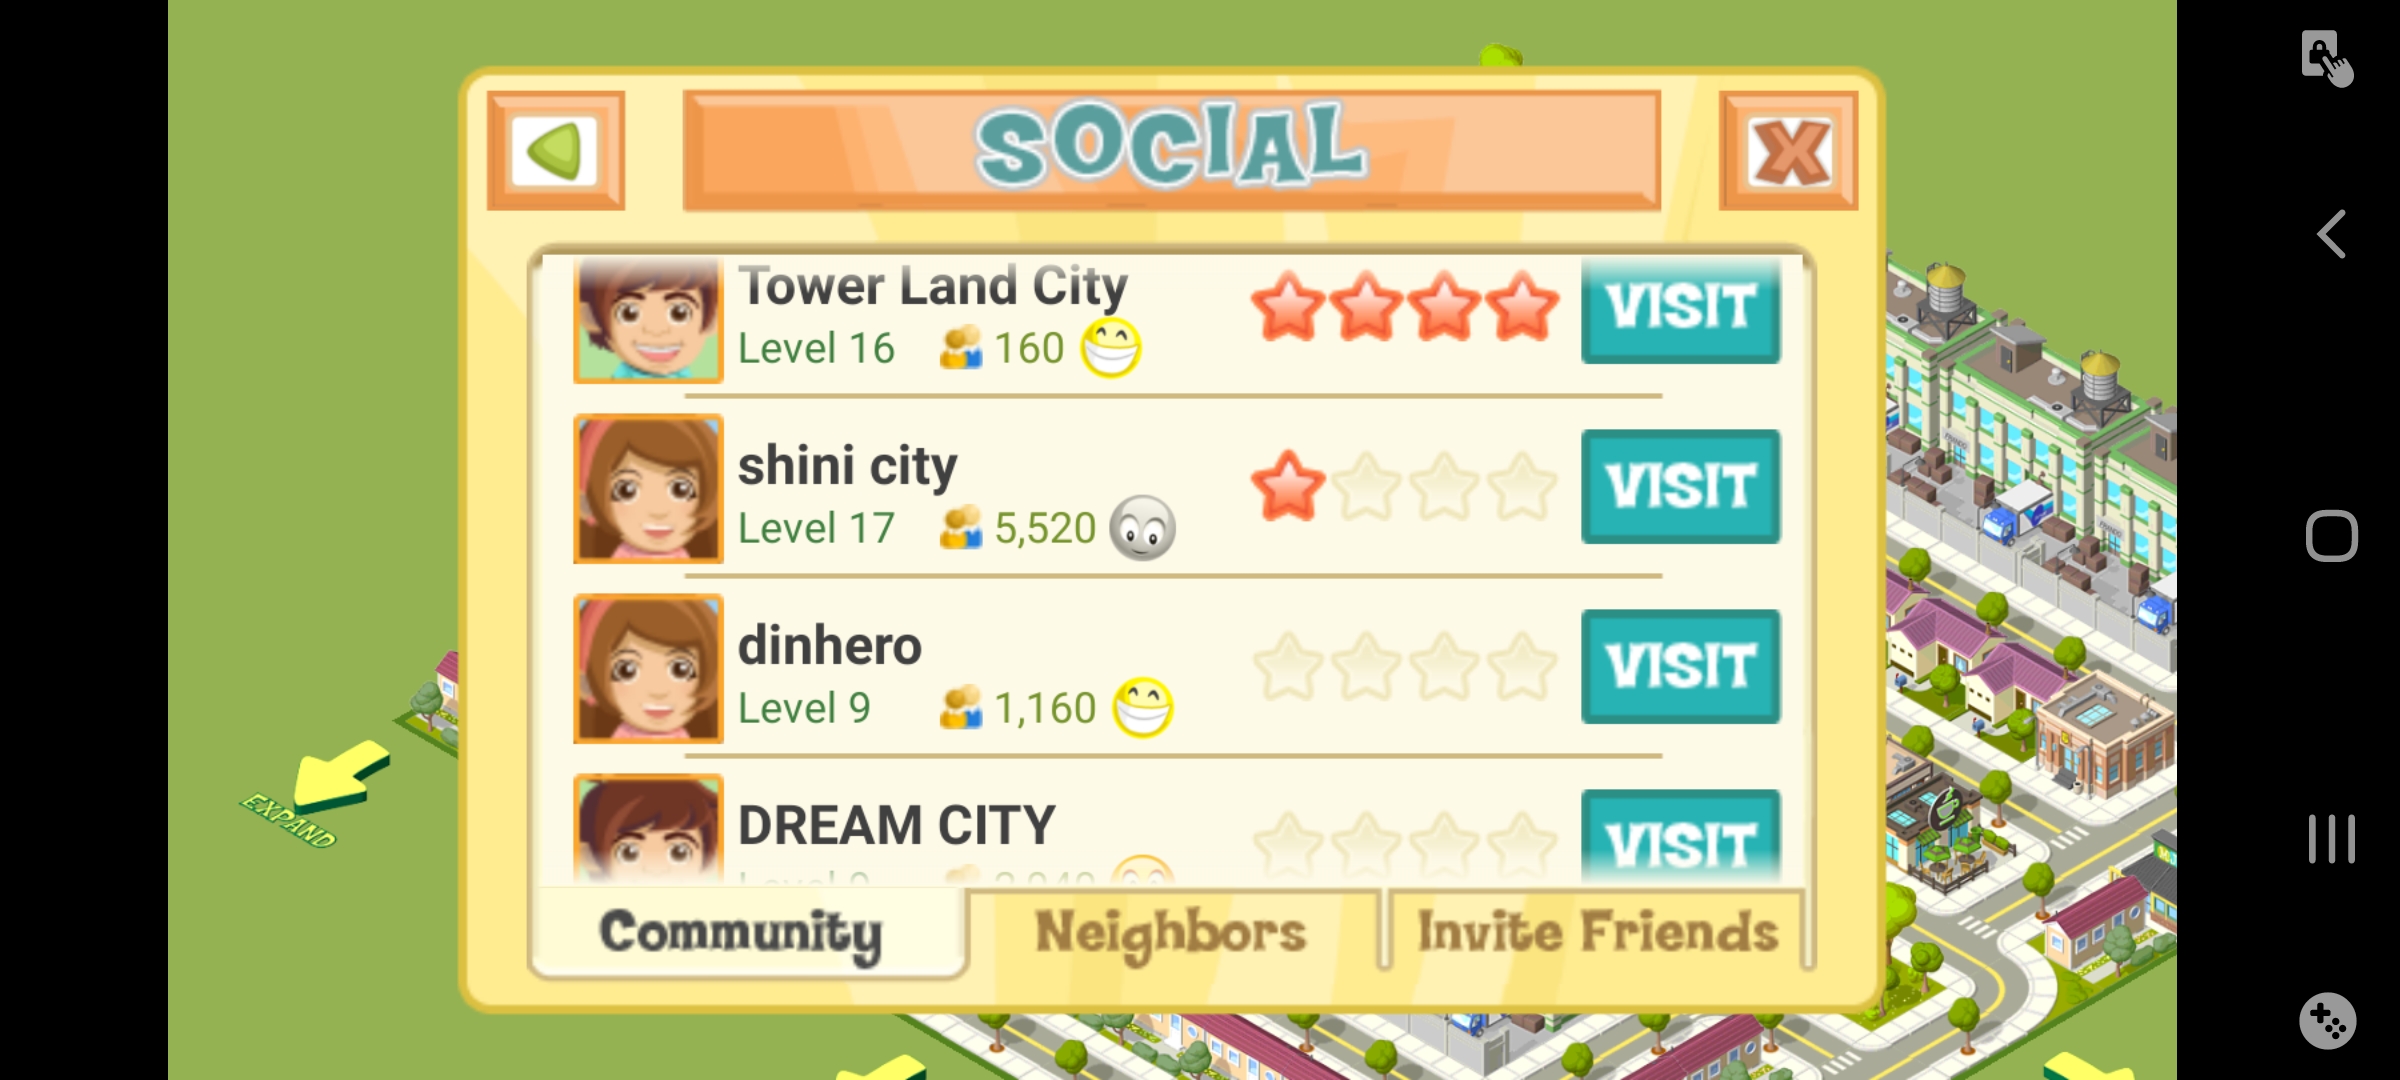 SOCIAL
Tower Land City
Level 16 160
VISIT
shini city
Level 17 5,520
VISIT
dinhero
Level 9 1,160
VISIT
DREAM CITY
VISIT
Community Neighbors Invite Friends
EXPAND